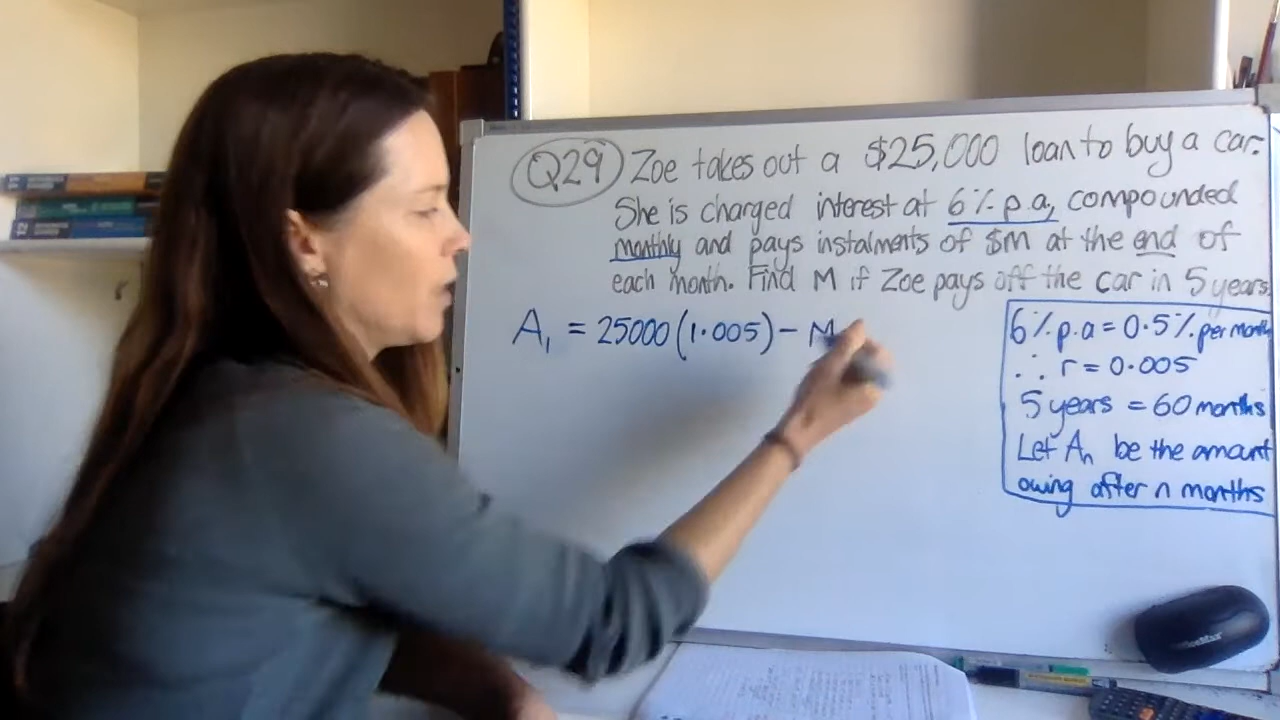 Q29 Zoe takes out a $25,000 loan to buy a car.
She is charged interest at 6% p.a, compounded
monthly and pays instalments of $M at the end of
each month. Find M if Zoe pays off the car in 5 years
A₁ = 25000(1·005) - M
6% p.a = 0·5% per month
∴ r = 0·005
5 years = 60 months
Let Aₙ be the amount
owing after n months